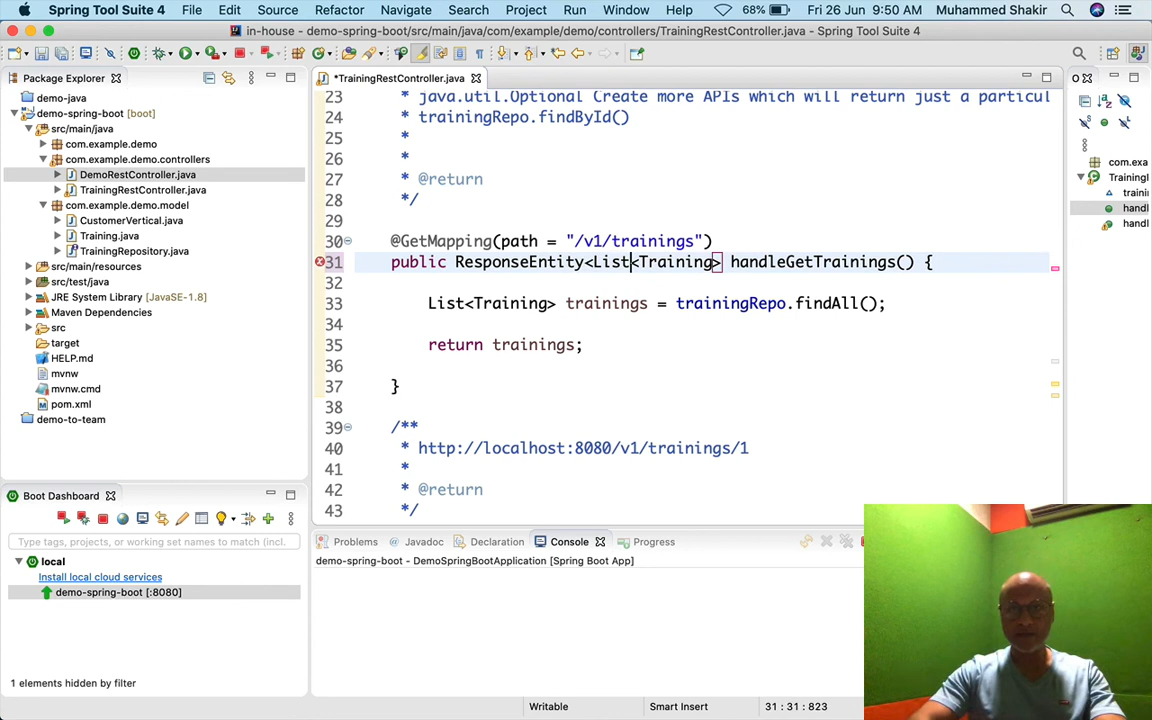 Spring Tool Suite 4 File Edit Source Refactor Navigate Search Project Run Window Help 68% Fri 26 Jun 9:50 AM Muhammed Shakir
in-house - demo-spring-boot/src/main/java/com/example/demo/controllers/TrainingRestController.java - Spring Tool Suite 4
Package Explorer
demo-java
demo-spring-boot [boot]
src/main/java
com.example.demo
com.example.demo.controllers
DemoRestController.java
TrainingRestController.java
com.example.demo.model
CustomerVertical.java
Training.java
TrainingRepository.java
src/main/resources
src/test/java
JRE System Library [JavaSE-1.8]
Maven Dependencies
src
target
HELP.md
mvnw
mvnw.cmd
pom.xml
demo-to-team
Boot Dashboard
Type tags, projects, or working set names to match (incl.
local
Install local cloud services
demo-spring-boot [:8080]
1 elements hidden by filter
*TrainingRestController.java
23 * java.util.Optional Create more APIs which will return just a particul
24 * trainingRepo.findById()
25 *
26 *
27 * @return
28 */
29
30 @GetMapping(path = "/v1/trainings")
31 public ResponseEntity<List<Training> handleGetTrainings() {
32
33 List<Training> trainings = trainingRepo.findAll();
34
35 return trainings;
36
37 }
38
39 /**
40 * http://localhost:8080/v1/trainings/1
41 *
42 * @return
43 */
Problems @ Javadoc Declaration Console Progress
demo-spring-boot - DemoSpringBootApplication [Spring Boot App]
Writable Smart Insert 31 : 31 : 823
O
com.exa
TrainingI
traini
handl
handl